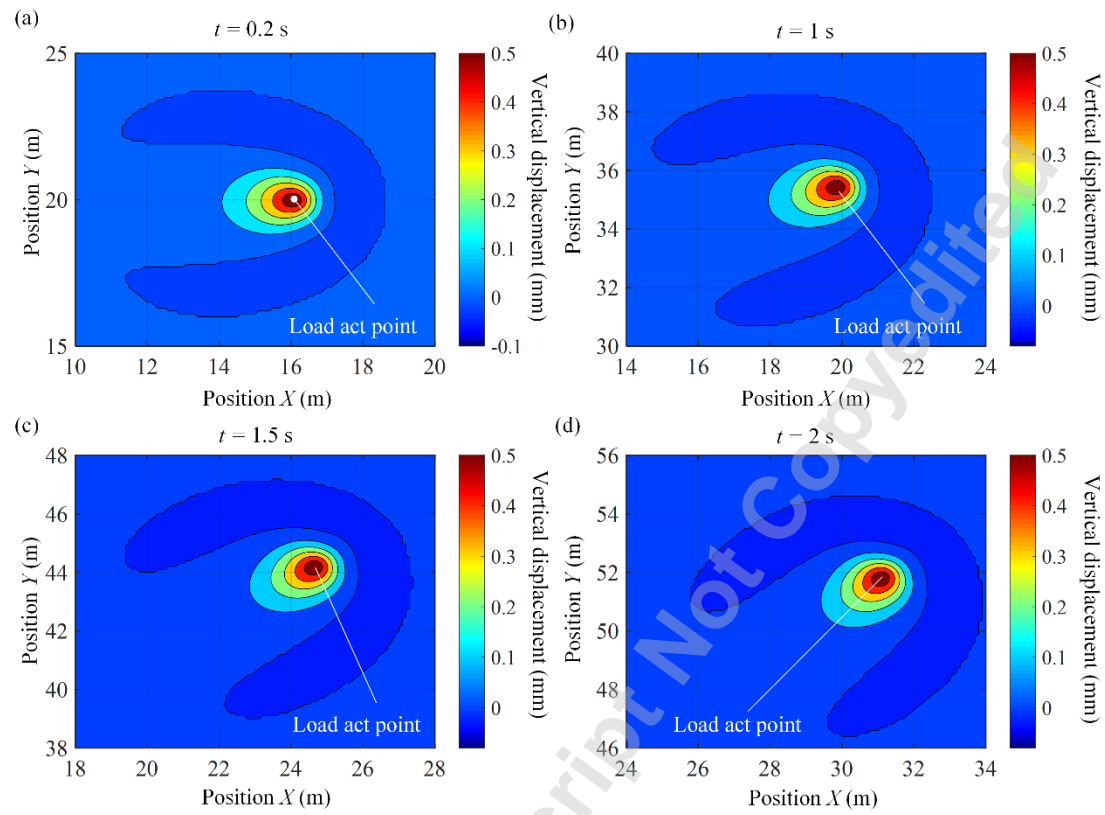 (a)
t = 0.2 s
25
20
15
10
12
14
16
18
20
Position Y (m)
Position X (m)
Load act point
0.5
0.4
0.3
0.2
0.1
0
-0.1
Vertical displacement (mm)
(b)
t = 1 s
40
38
36
34
32
30
14
16
18
20
22
24
Position Y (m)
Position X (m)
Load act point
0.5
0.4
0.3
0.2
0.1
0
Vertical displacement (mm)
(c)
t = 1.5 s
48
46
44
42
40
38
18
20
22
24
26
28
Position Y (m)
Position X (m)
Load act point
0.5
0.4
0.3
0.2
0.1
0
Vertical displacement (mm)
(d)
t = 2 s
56
54
52
50
48
46
24
26
28
30
32
34
Position Y (m)
Position X (m)
Load act point
0.5
0.4
0.3
0.2
0.1
0
Vertical displacement (mm)
script Not Copyedited